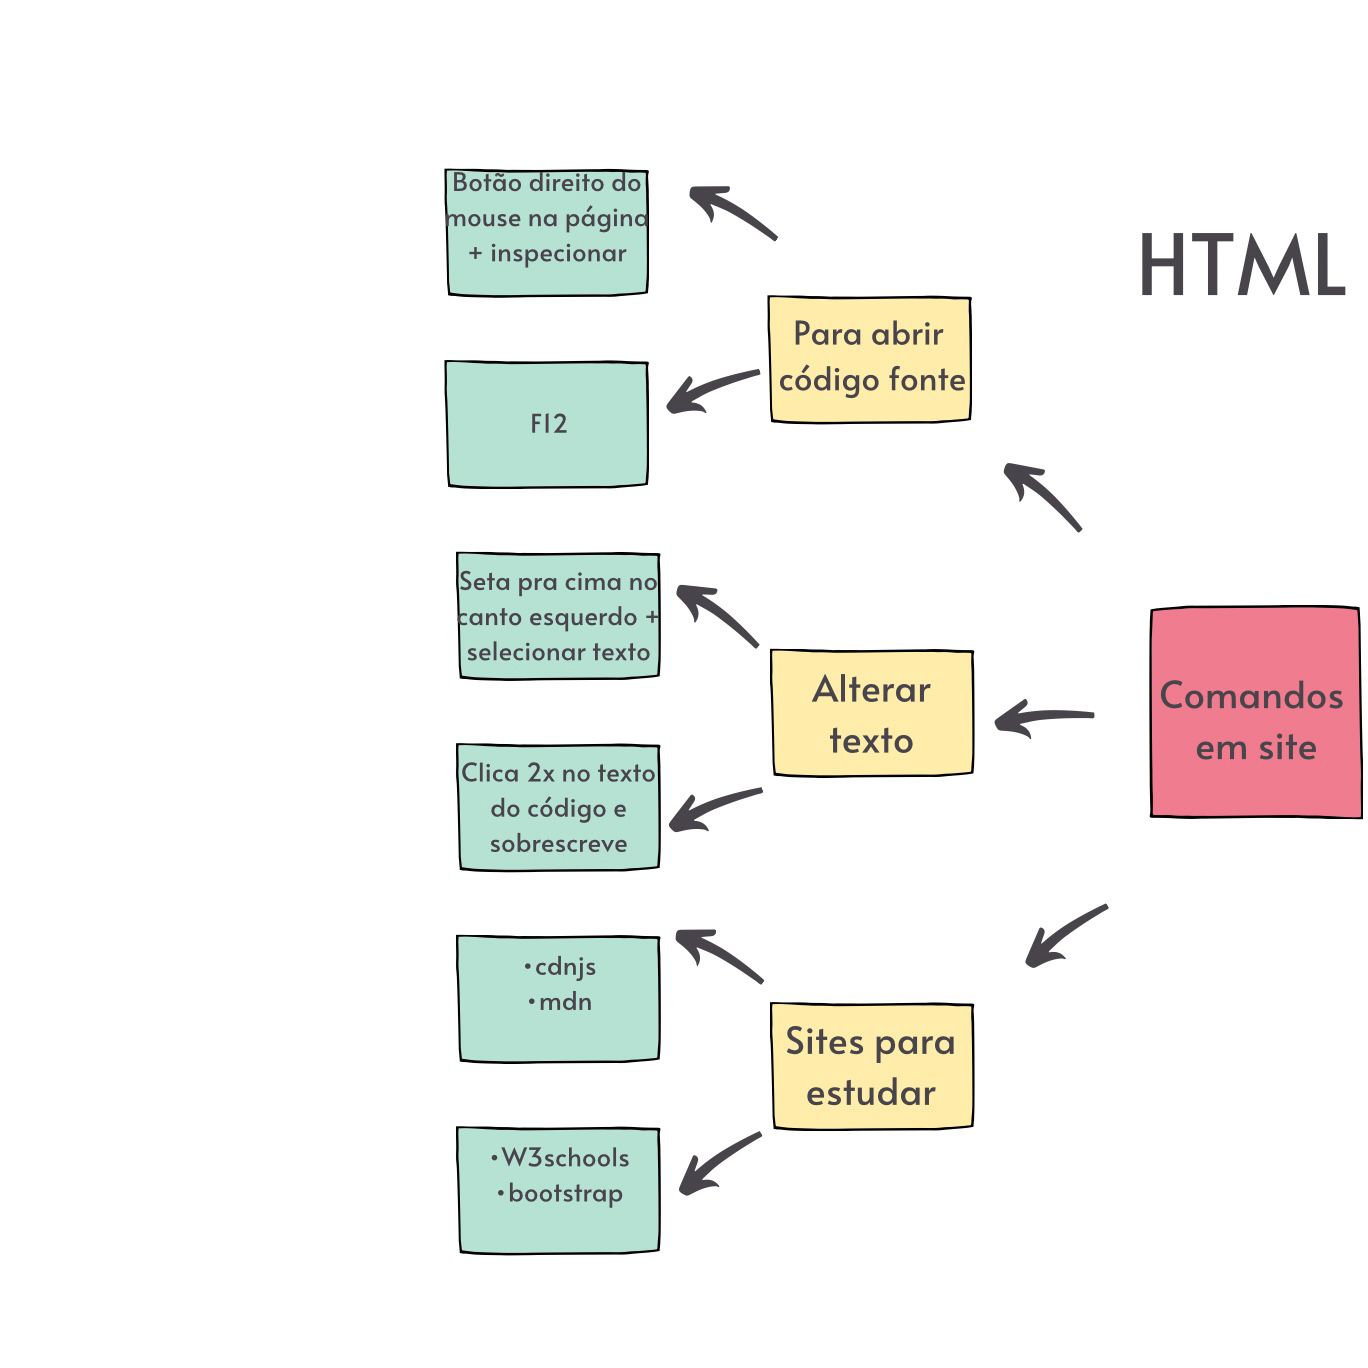 HTML
Comandos
em site
Para abrir
código fonte
Botão direito do
mouse na página
+ inspecionar
F12
Alterar
texto
Seta pra cima no
canto esquerdo +
selecionar texto
Clica 2x no texto
do código e
sobrescreve
Sites para
estudar
•cdnjs
•mdn
•W3schools
•bootstrap